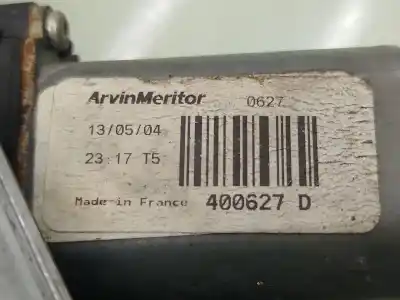 ArvinMeritor 0627
13/05/04
23:17 T5
Made in France 400627 D